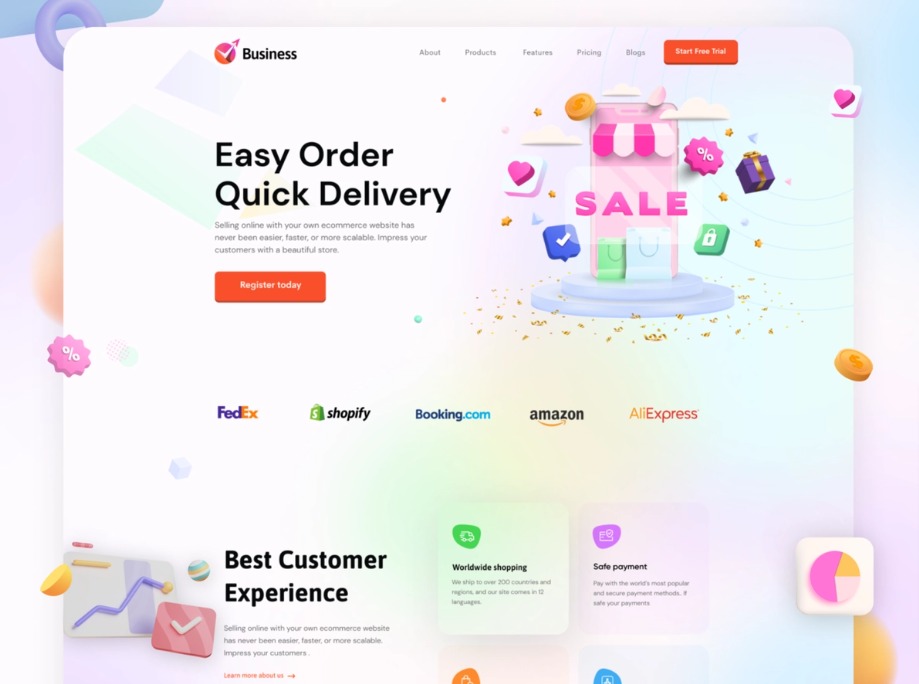 Business
About
Products
Features
Pricing
Blogs
Start Free Trial
Easy Order
Quick Delivery
Selling online with your own ecommerce website has
never been easier, faster, or more scalable. Impress your
customers with a beautiful store.
Register today
%
SALE
$
%
$
FedEx
shopify
Booking.com
amazon
AliExpress
Best Customer
Experience
Selling online with your own ecommerce website
has never been easier, faster, or more scalable.
Impress your customers .
Learn more about us
Worldwide shopping
We ship to over 200 countries and
regions, and our site comes in 12
languages.
Safe payment
Pay with the world's most popular
and secure payment methods.. If
safe your payments